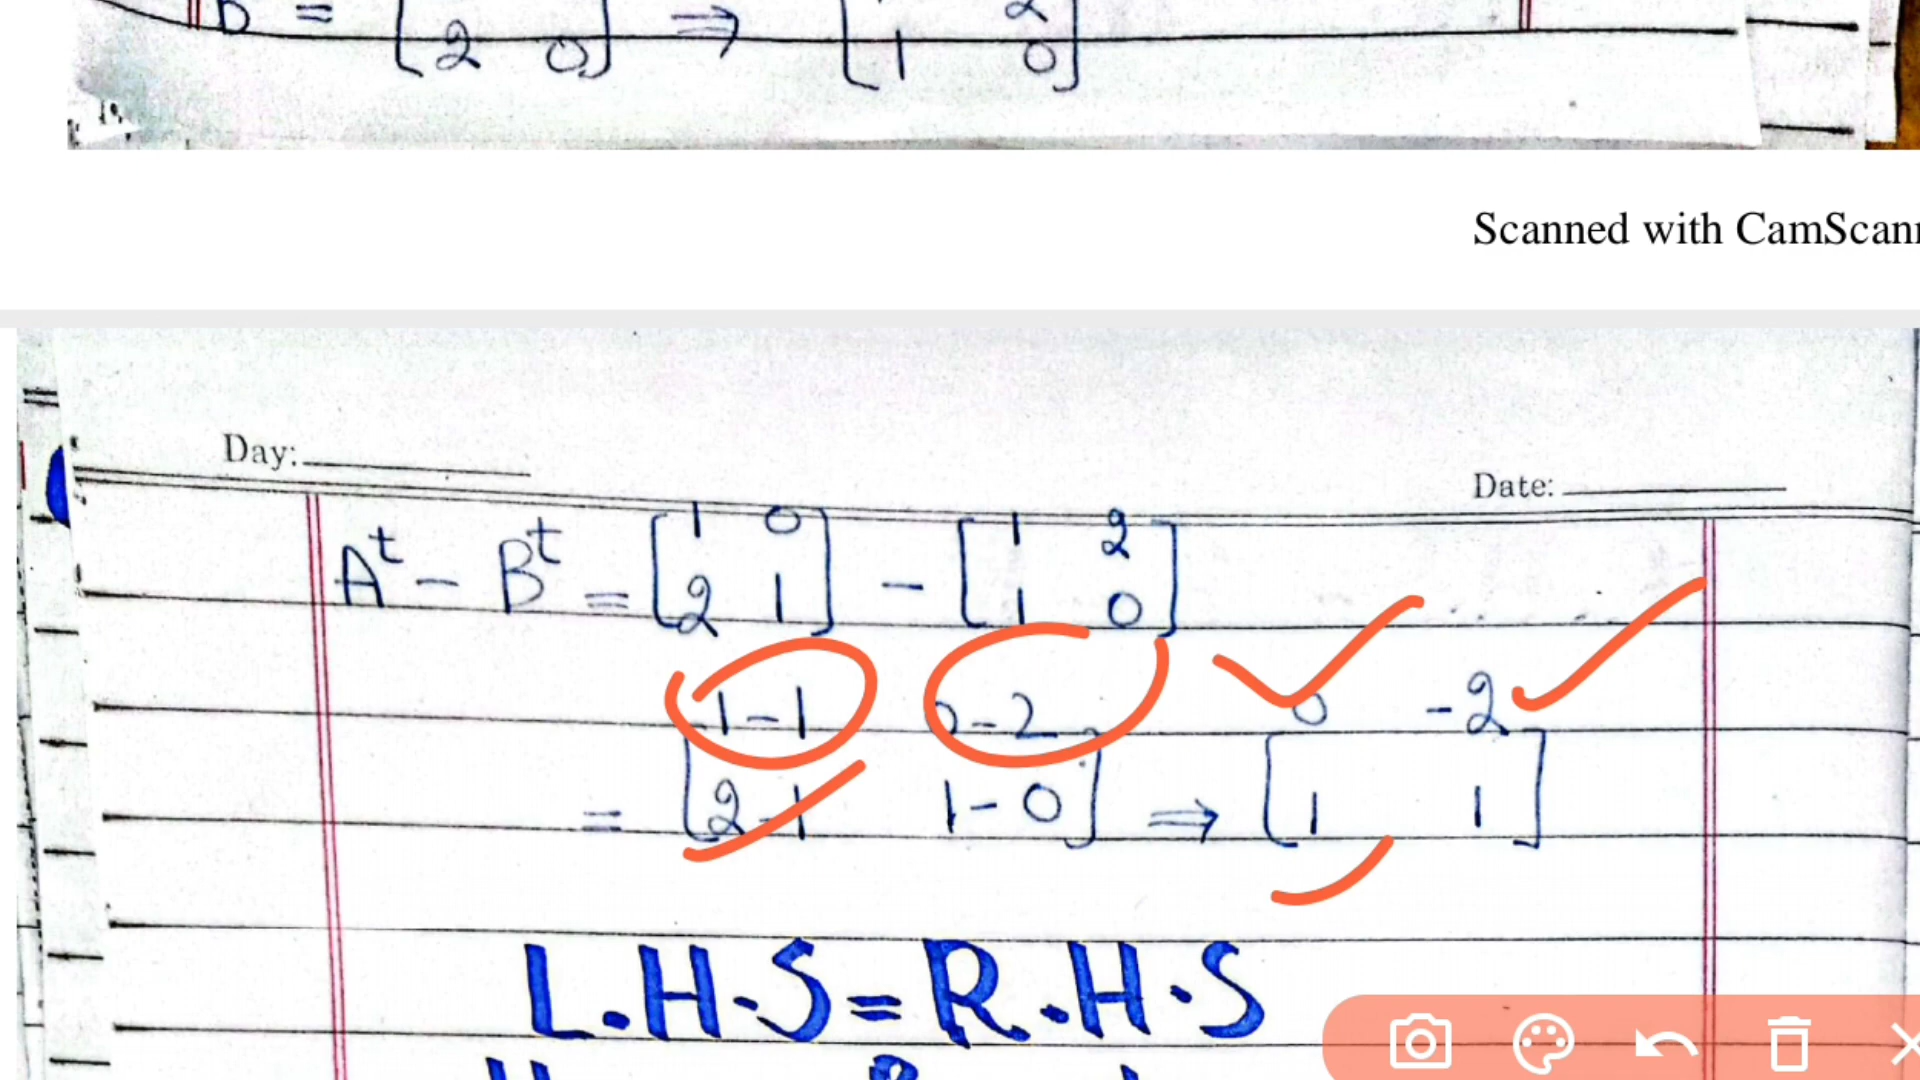 B = [ 2 0 ] ⇒ [ 1 2 0 ]
Scanned with CamScan
Day:
Date:
Aᵗ - Bᵗ = [ 1 0 2 1 ] - [ 1 2 1 0 ]
1-1 0-2 0 -2
= [ 2-1 1-0 ] ⇒ [ 1 1 ]
L.H.S = R.H.S